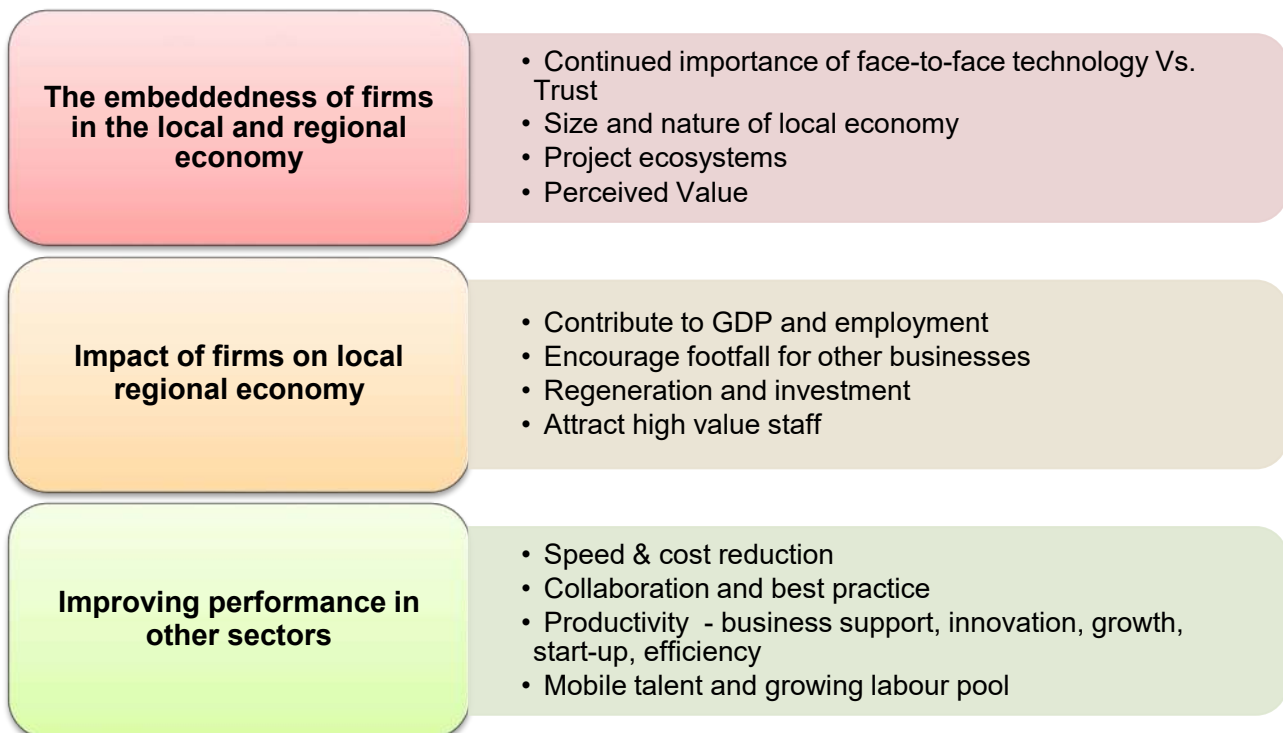 The embeddedness of firms
in the local and regional
economy
• Continued importance of face-to-face technology Vs.
Trust
• Size and nature of local economy
• Project ecosystems
• Perceived Value
Impact of firms on local
regional economy
• Contribute to GDP and employment
• Encourage footfall for other businesses
• Regeneration and investment
• Attract high value staff
Improving performance in
other sectors
• Speed & cost reduction
• Collaboration and best practice
• Productivity - business support, innovation, growth,
start-up, efficiency
• Mobile talent and growing labour pool